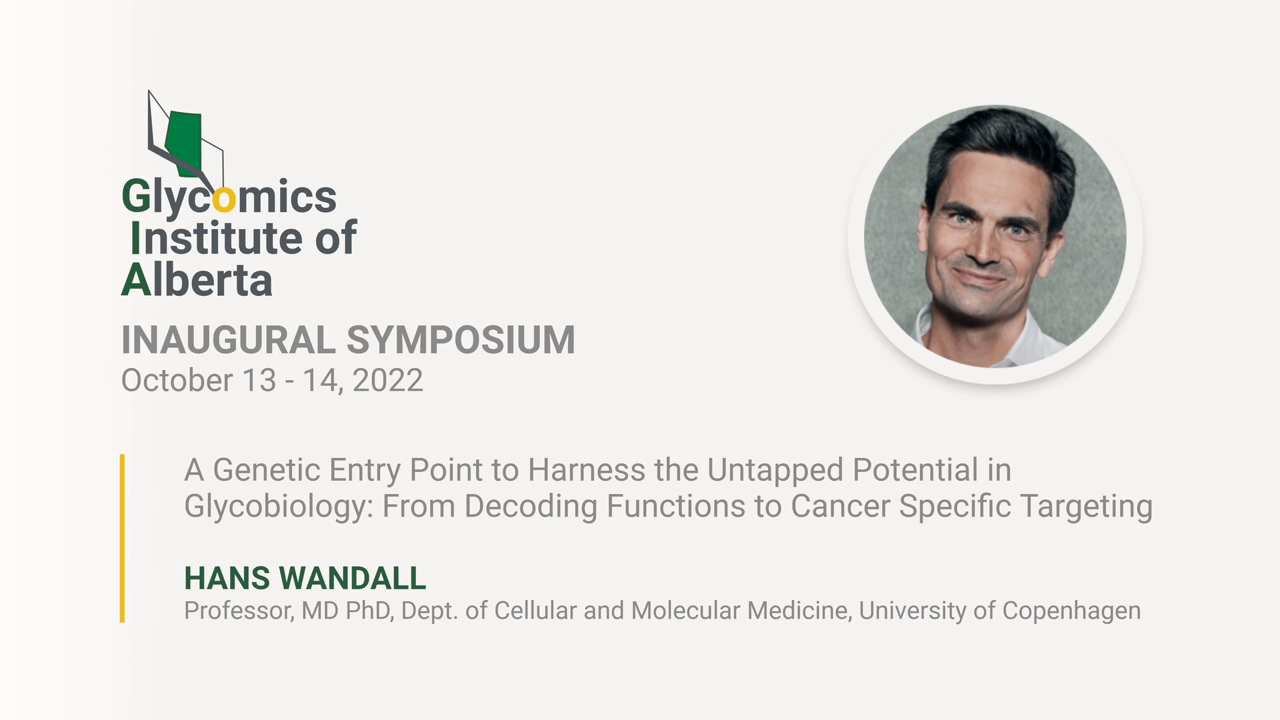 Glycomics
Institute of
Alberta
INAUGURAL SYMPOSIUM
October 13 - 14, 2022
A Genetic Entry Point to Harness the Untapped Potential in
Glycobiology: From Decoding Functions to Cancer Specific Targeting
HANS WANDALL
Professor, MD PhD, Dept. of Cellular and Molecular Medicine, University of Copenhagen